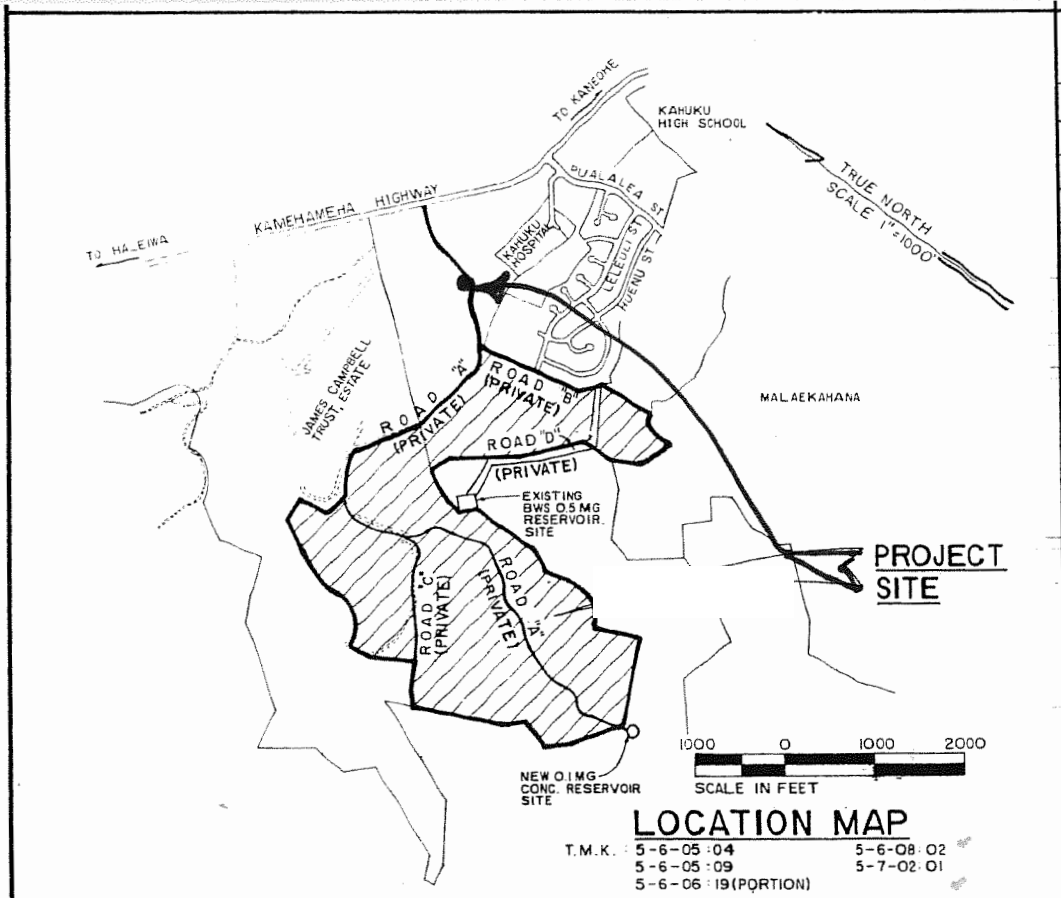 TO KANEOHE
KAHUKU
HIGH SCHOOL
TRUE NORTH
SCALE 1"=1000'
PUALALEA ST
KAMEHAMEHA HIGHWAY
TO HALEIWA
KAHUKU
HOSPITAL
LELEULI ST
HUENU ST
JAMES CAMPBELL
TRUST, ESTATE
ROAD "A"
(PRIVATE)
ROAD "B"
(PRIVATE)
MALAEKAHANA
ROAD "D"
(PRIVATE)
EXISTING
BWS 0.5 MG
RESERVOIR
SITE
PROJECT
SITE
ROAD "C"
(PRIVATE)
ROAD "A"
(PRIVATE)
1000 0 1000 2000
SCALE IN FEET
NEW 0.1 MG
CONC. RESERVOIR
SITE
LOCATION MAP
T.M.K. : 5-6-05 : 04 5-6-08 : 02
5-6-05 : 09 5-7-02 : 01
5-6-06 : 19 (PORTION)